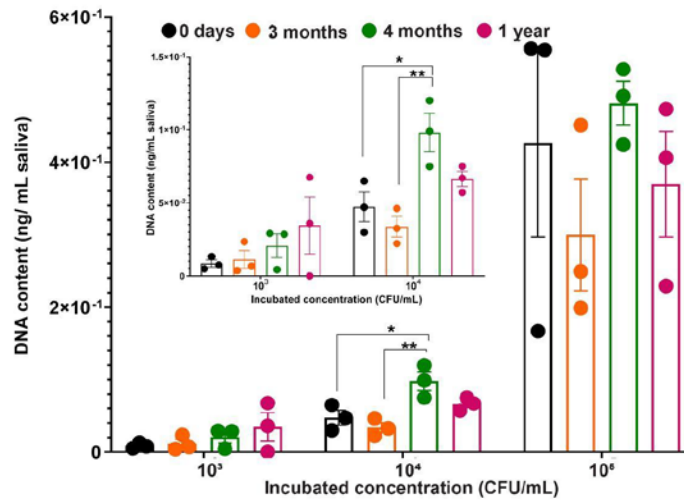 0 days 3 months 4 months 1 year
DNA content (ng/ mL saliva)
6×10⁻¹
4×10⁻¹
2×10⁻¹
0
10³ 10⁴ 10⁶
Incubated concentration (CFU/mL)
* **
DNA content (ng/mL saliva)
1.5×10⁻¹
1×10⁻¹
5×10⁻²
0
10³ 10⁴
Incubated concentration (CFU/mL)
*
**